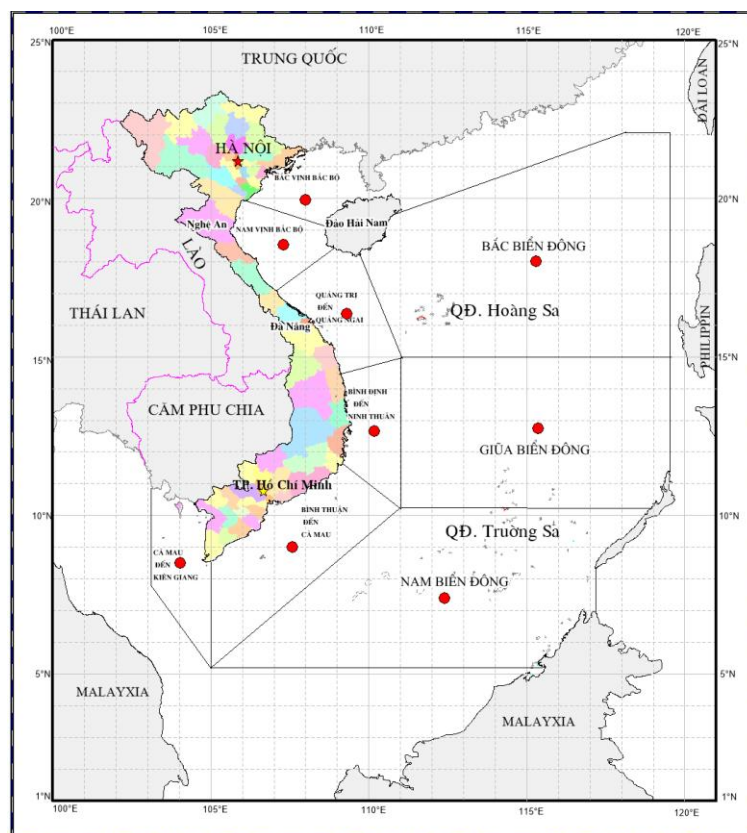 100°E 105°E 110°E 115°E 120°E
25°N 25°N
TRUNG QUỐC
ĐÀI LOAN
HÀ NỘI
BẮC VỊNH BẮC BỘ
20°N 20°N
Nghệ An
NAM VỊNH BẮC BỘ
Đảo Hải Nam
LÀO
BẮC BIỂN ĐÔNG
THÁI LAN
QUẢNG TRỊ
ĐẾN
QUẢNG NGÃI
QĐ. Hoàng Sa
Đà Nẵng
PHILIPPIN
15°N 15°N
CĂM PHU CHIA
BÌNH ĐỊNH
ĐẾN
NINH THUẬN
GIỮA BIỂN ĐÔNG
TP. Hồ Chí Minh
BÌNH THUẬN
ĐẾN
CÀ MAU
10°N 10°N
QĐ. Trường Sa
CÀ MAU
ĐẾN
KIÊN GIANG
NAM BIỂN ĐÔNG
5°N 5°N
MALAYXIA
MALAYXIA
1°N 1°N
100°E 105°E 110°E 115°E 120°E